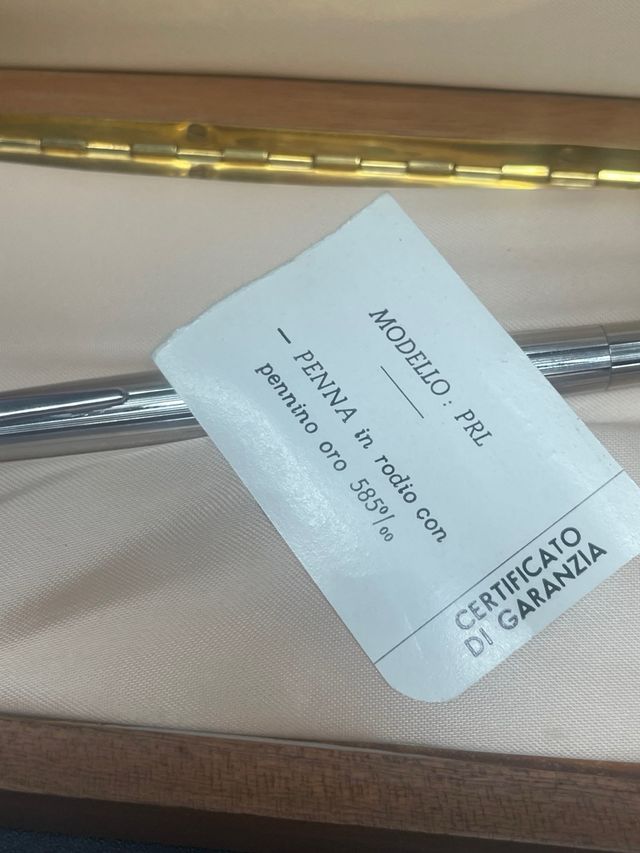 MODELLO: PRL
— PENNA in rodio con
pennino oro 585‰
CERTIFICATO
DI GARANZIA